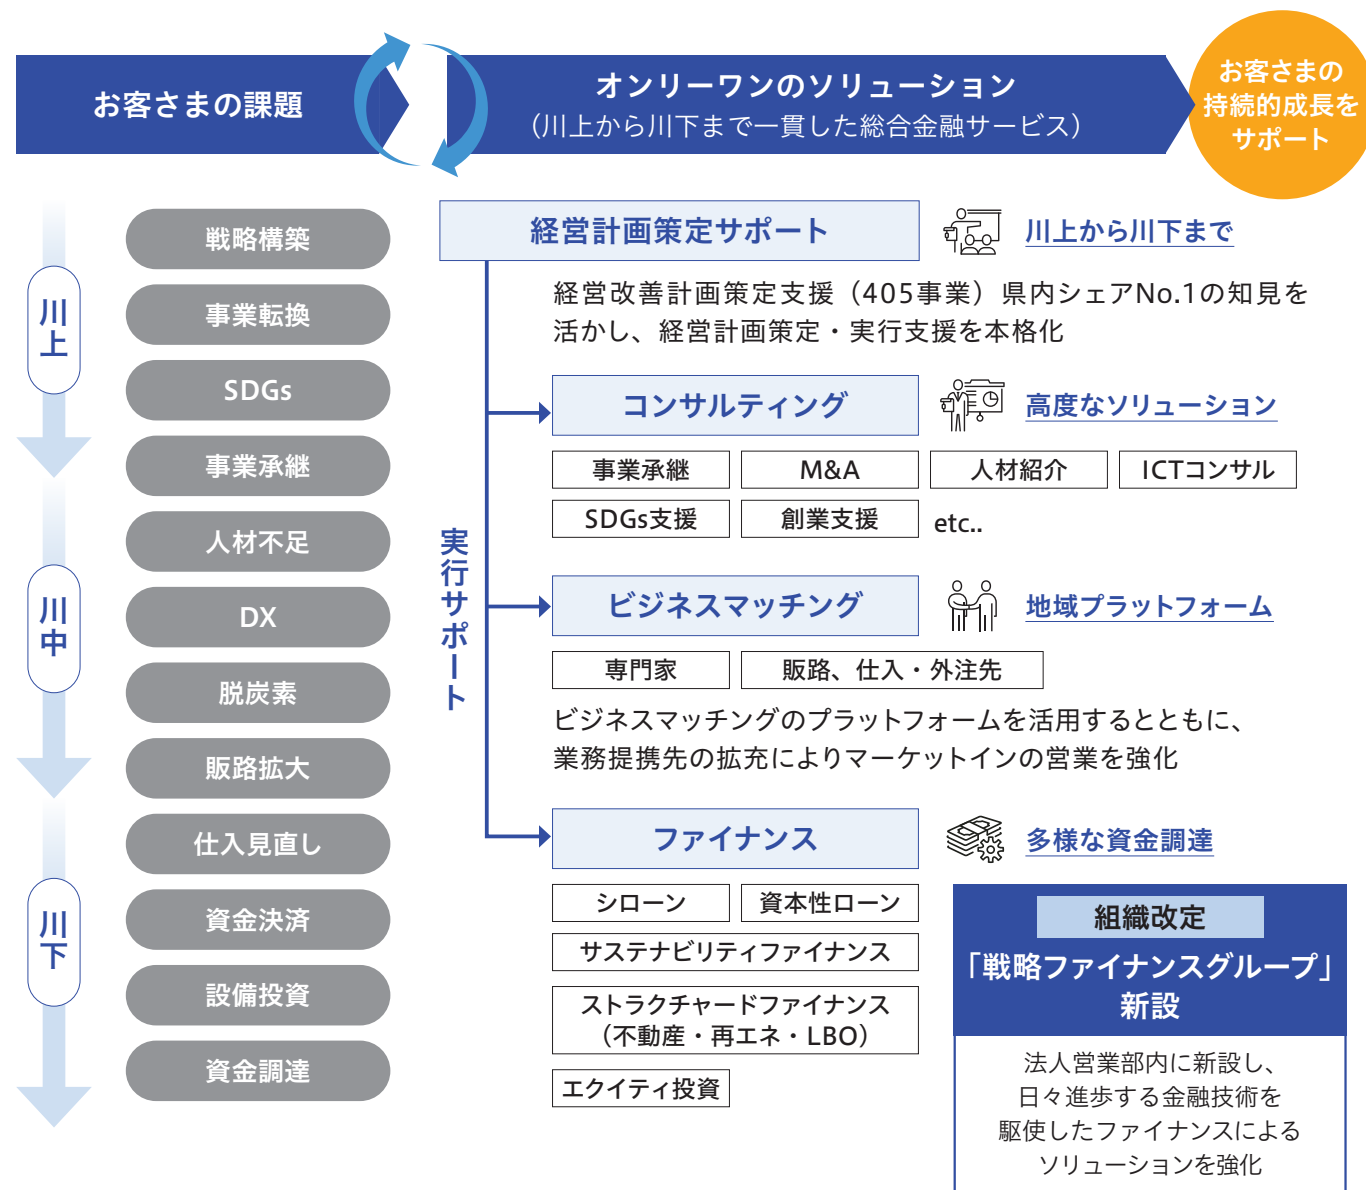 お客さまの課題
オンリーワンのソリューション
（川上から川下まで一貫した総合金融サービス）
お客さまの
持続的成長を
サポート
川上
川中
川下
戦略構築
事業転換
SDGs
事業承継
人材不足
DX
脱炭素
販路拡大
仕入見直し
資金決済
設備投資
資金調達
実行サポート
経営計画策定サポート
川上から川下まで
経営改善計画策定支援（405事業）県内シェアNo.1の知見を
活かし、経営計画策定・実行支援を本格化
コンサルティング
高度なソリューション
事業承継
M&A
人材紹介
ICTコンサル
SDGs支援
創業支援
etc..
ビジネスマッチング
地域プラットフォーム
専門家
販路、仕入・外注先
ビジネスマッチングのプラットフォームを活用するとともに、
業務提携先の拡充によりマーケットインの営業を強化
ファイナンス
多様な資金調達
シローン
資本性ローン
サステナビリティファイナンス
ストラクチャードファイナンス
（不動産・再エネ・LBO）
エクイティ投資
組織改定
「戦略ファイナンスグループ」
新設
法人営業部内に新設し、
日々進歩する金融技術を
駆使したファイナンスによる
ソリューションを強化